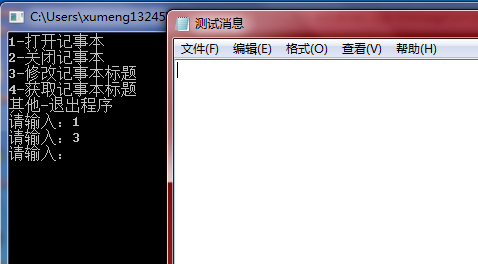 C:\Users\xumeng13245
1-打开记事本
2-关闭记事本
3-修改记事本标题
4-获取记事本标题
其他-退出程序
请输入：1
请输入：3
请输入：
测试消息
文件(F) 编辑(E) 格式(O) 查看(V) 帮助(H)